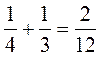 1/4 + 1/3 = 2/12